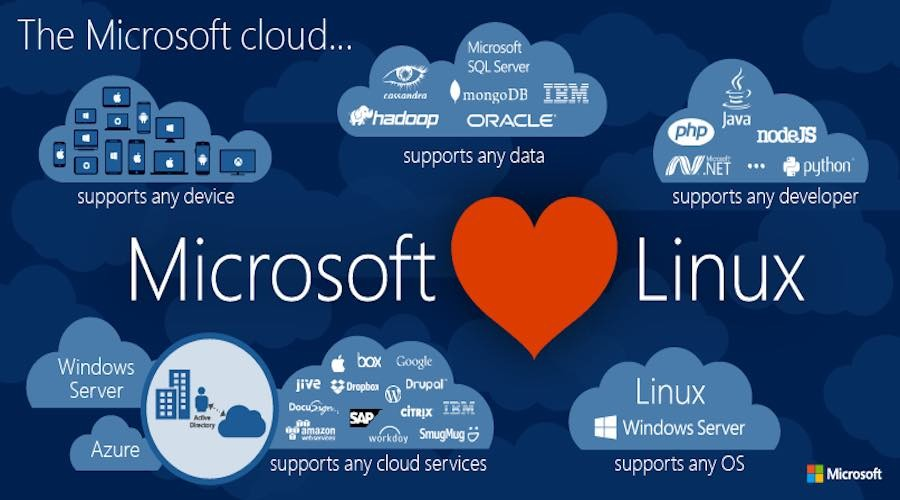 The Microsoft cloud...
supports any device
cassandra
Microsoft
SQL Server
mongoDB
IBM
hadoop
ORACLE
supports any data
Java
php
nodeJS
Microsoft
.NET
...
python
supports any developer
Microsoft
Linux
Windows
Server
Azure
Active
Directory
box
Google
jive
Dropbox
Drupal
DocuSign
SAP
citrix
IBM
amazon
webservices
workday
SmugMug
supports any cloud services
Linux
Windows Server
supports any OS
Microsoft